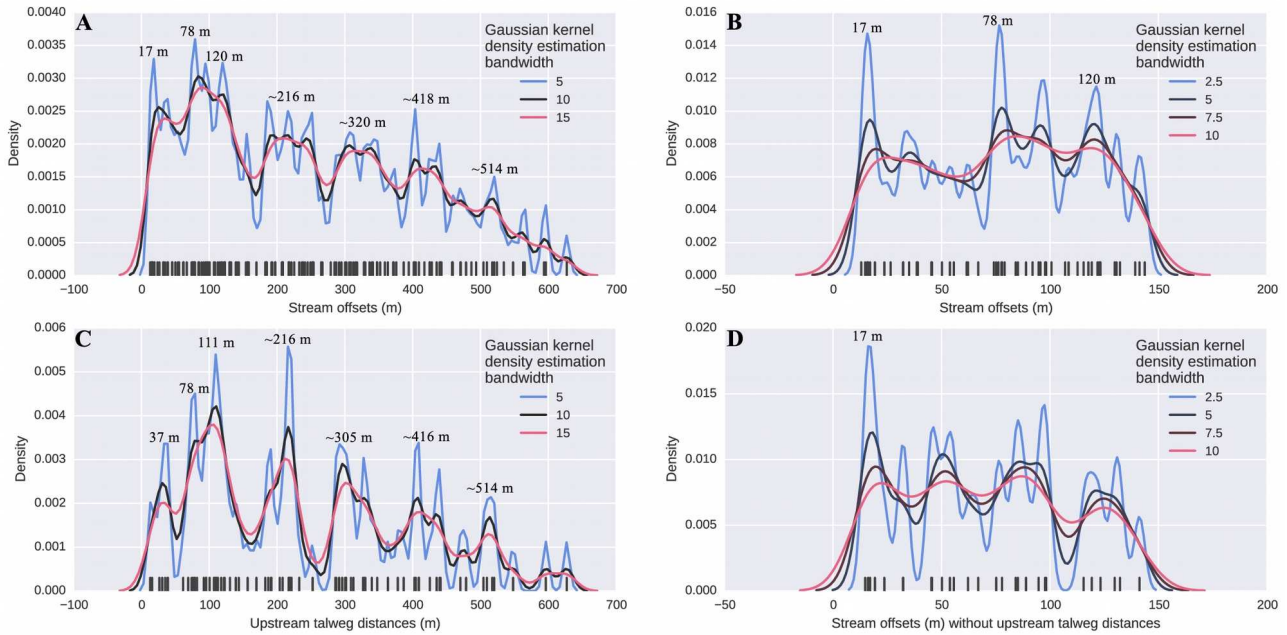 A
78 m
17 m
120 m
~216 m
~320 m
~418 m
~514 m
Gaussian kernel
density estimation
bandwidth
5
10
15
0.0040
0.0035
0.0030
0.0025
0.0020
0.0015
0.0010
0.0005
0.0000
Density
−100 0 100 200 300 400 500 600 700
Stream offsets (m)
B
17 m
78 m
120 m
Gaussian kernel
density estimation
bandwidth
2.5
5
7.5
10
0.016
0.014
0.012
0.010
0.008
0.006
0.004
0.002
0.000
Density
−50 0 50 100 150 200
Stream offsets (m)
C
37 m
78 m
111 m
~216 m
~305 m
~416 m
~514 m
Gaussian kernel
density estimation
bandwidth
5
10
15
0.006
0.005
0.004
0.003
0.002
0.001
0.000
Density
−100 0 100 200 300 400 500 600 700
Upstream talweg distances (m)
D
17 m
Gaussian kernel
density estimation
bandwidth
2.5
5
7.5
10
0.020
0.015
0.010
0.005
0.000
Density
−50 0 50 100 150 200
Stream offsets (m) without upstream talweg distances